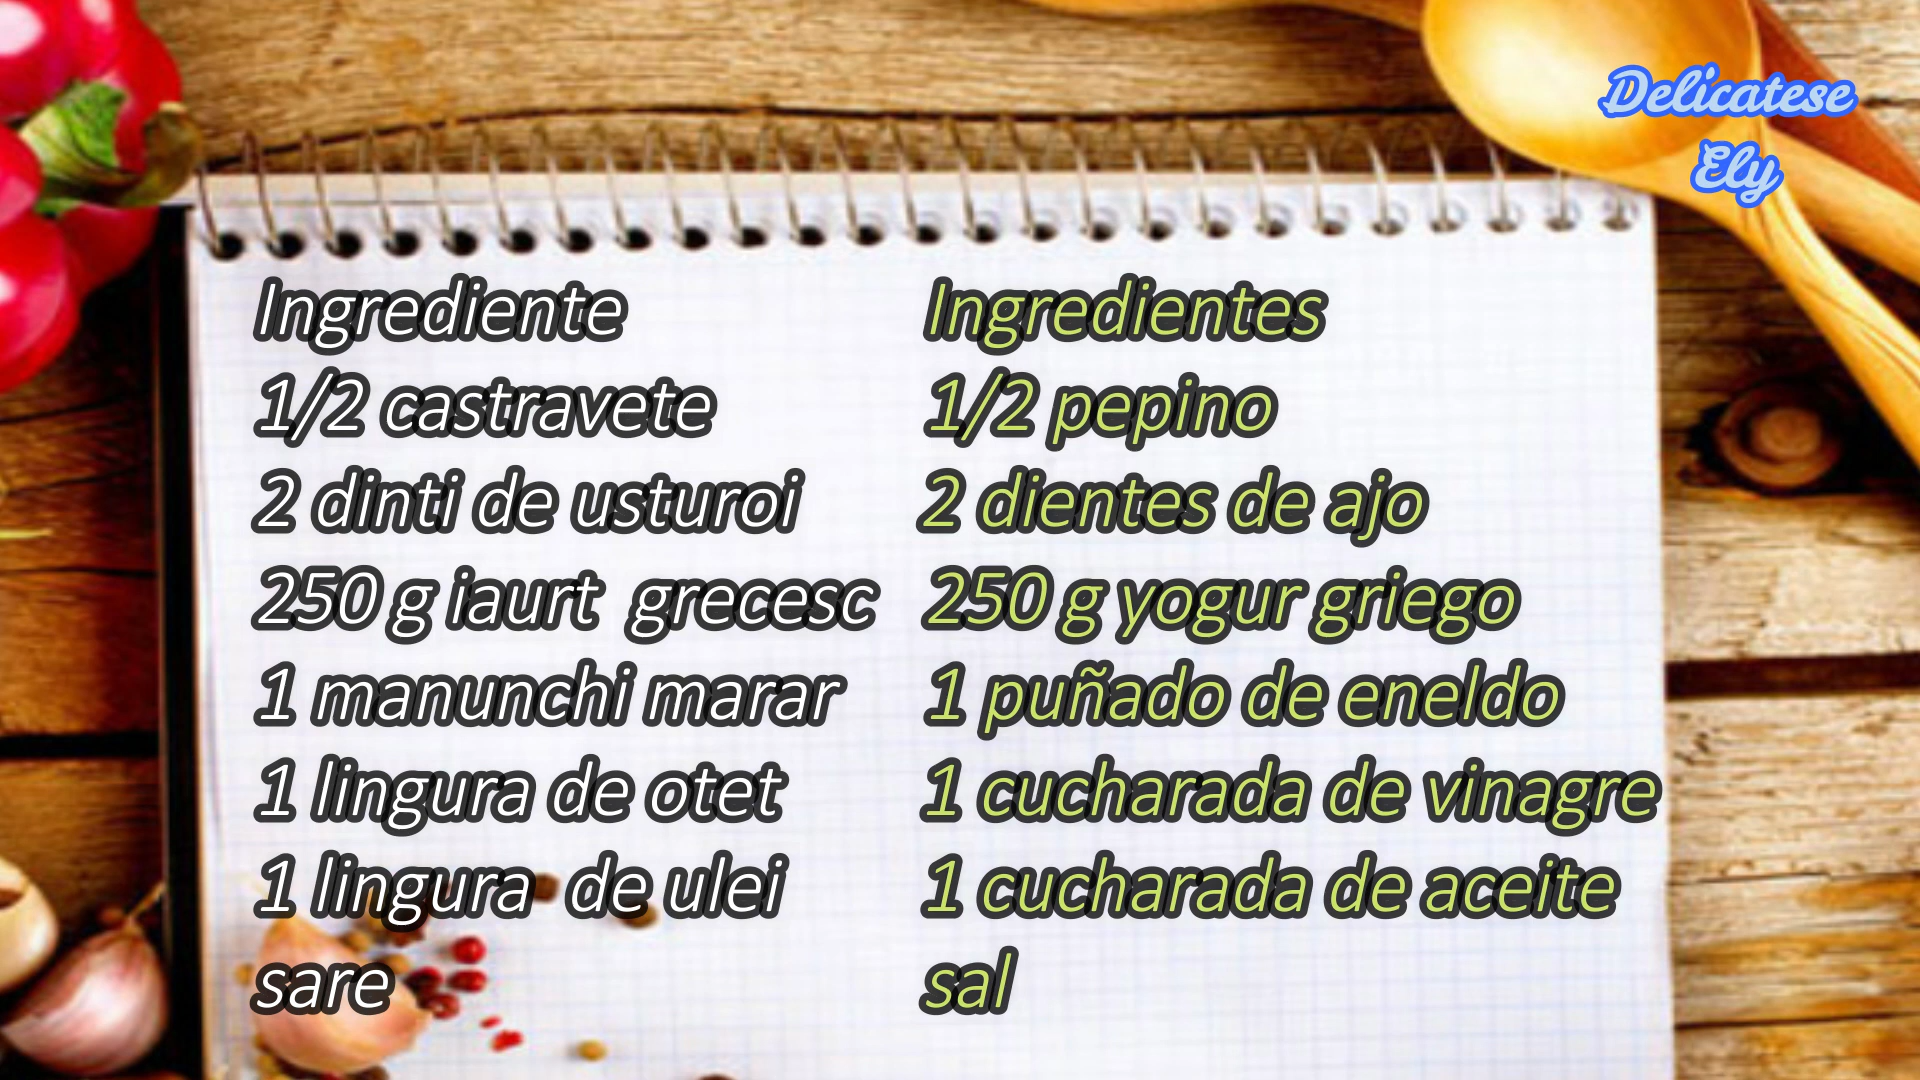 Delicatese
Ely
Ingrediente
1/2 castravete
2 dinti de usturoi
250 g iaurt grecesc
1 manunchi marar
1 lingura de otet
1 lingura de ulei
sare
Ingredientes
1/2 pepino
2 dientes de ajo
250 g yogur griego
1 puñado de eneldo
1 cucharada de vinagre
1 cucharada de aceite
sal